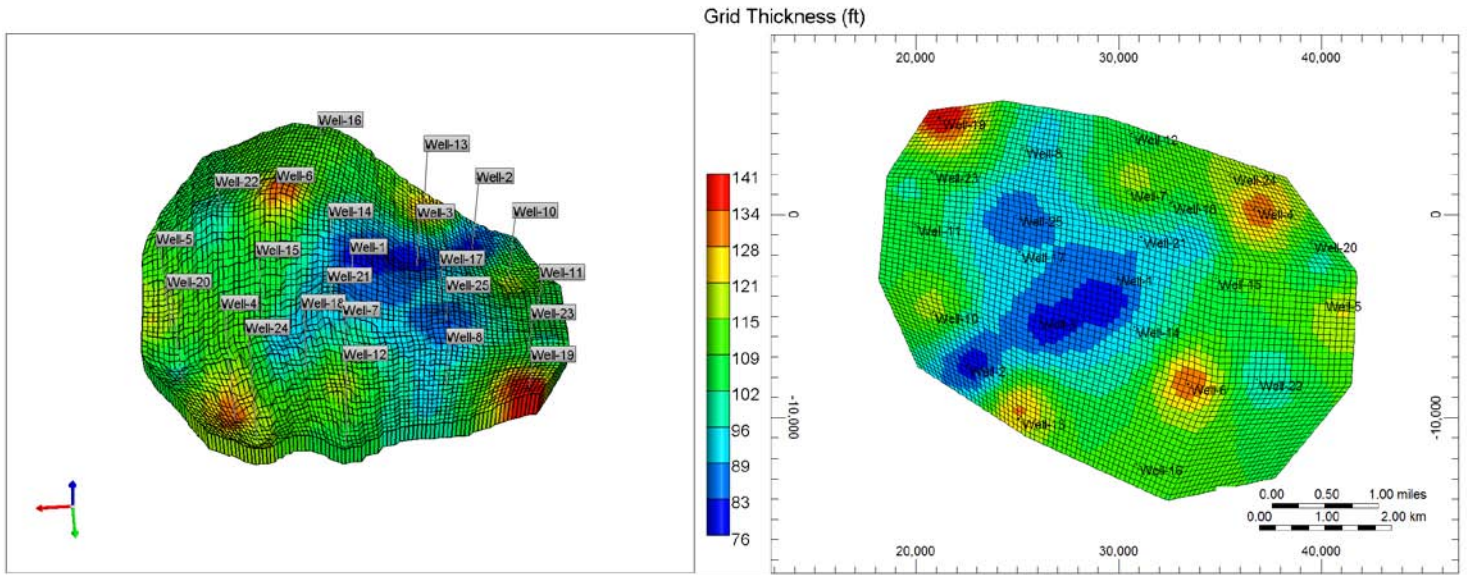 Grid Thickness (ft)
Well-16
Well-13
Well-2
Well-6
Well-22
Well-14
Well-3
Well-10
Well-5
Well-15
Well-1
Well-17
Well-11
Well-20
Well-21
Well-25
Well-4
Well-18
Well-7
Well-23
Well-24
Well-8
Well-12
Well-19
141
134
128
121
115
109
102
96
89
83
76
20,000 30,000 40,000
Well-19
Well-12
Well-8
Well-23
Well-24
Well-7
Well-18
Well-4
0
0
Well-25
Well-11
Well-21
Well-20
Well-17
Well-1
Well-15
Well-5
Well-10
Well-3
Well-14
Well-2
Well-22
Well-6
-10,000
-10,000
Well-13
Well-16
0.00 0.50 1.00 miles
0.00 1.00 2.00 km
20,000 30,000 40,000